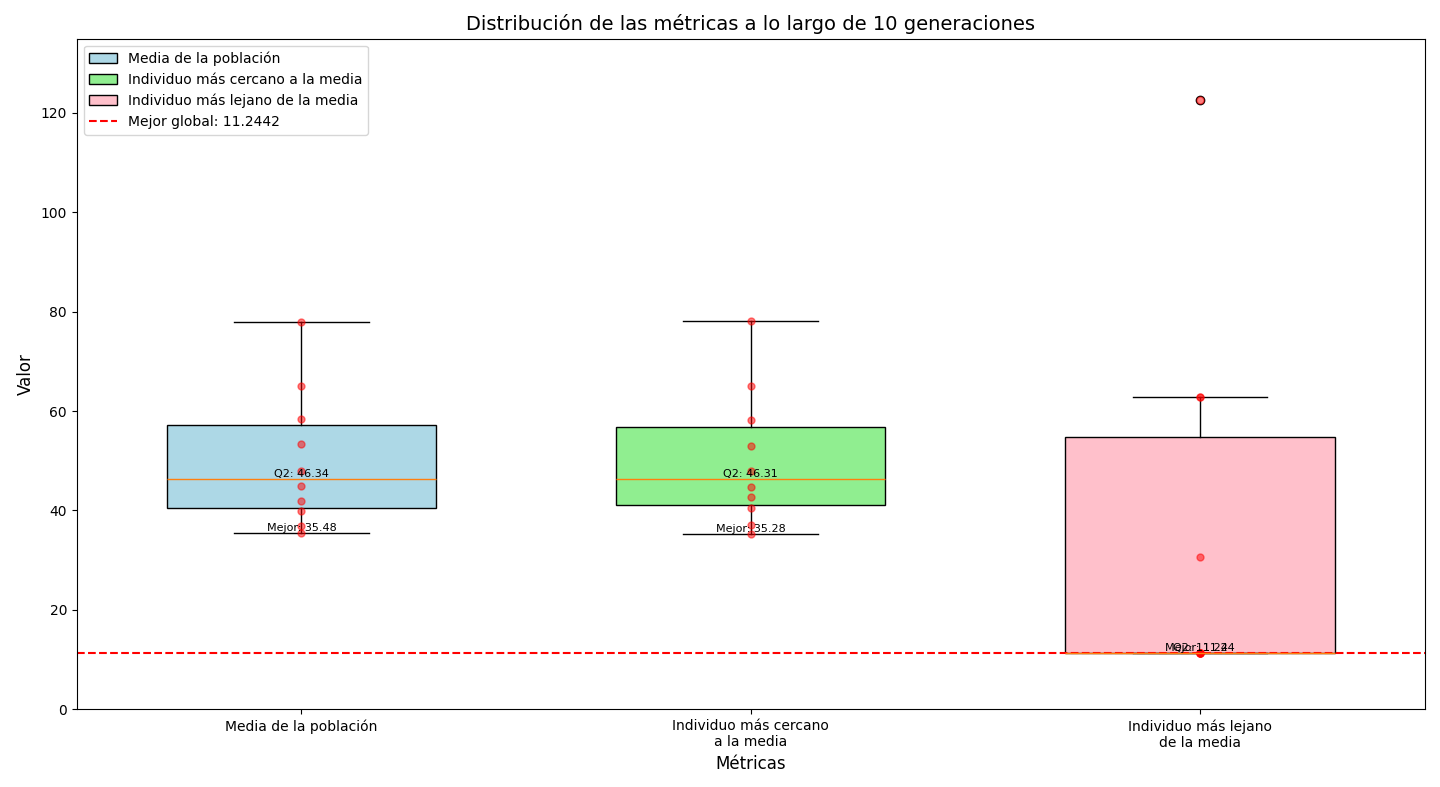 Distribución de las métricas a lo largo de 10 generaciones
Media de la población
Individuo más cercano a la media
Individuo más lejano de la media
Mejor global: 11.2442
Valor
120
100
80
60
40
20
0
Q2: 46.34
Mejor: 35.48
Q2: 46.31
Mejor: 35.28
Media de la población
Individuo más cercano
a la media
Individuo más lejano
de la media
Métricas